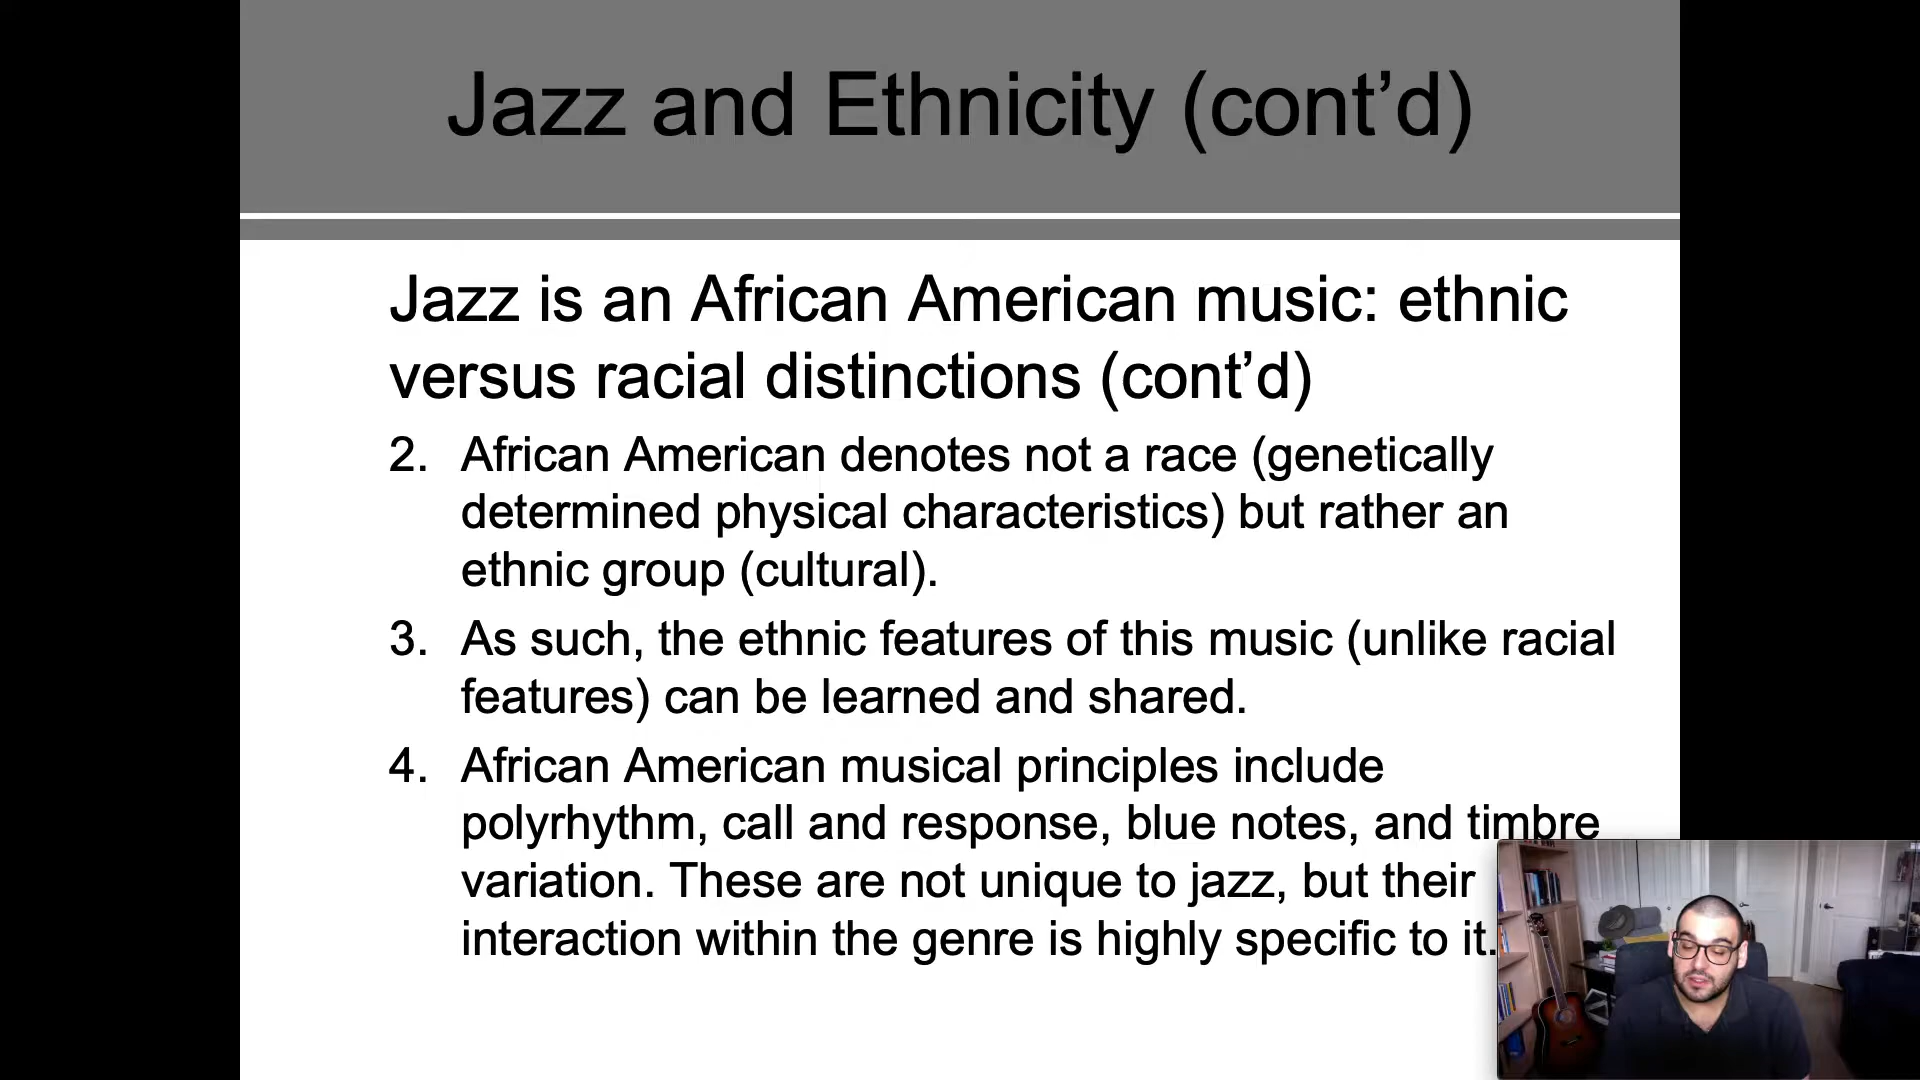 Jazz and Ethnicity (cont’d)
Jazz is an African American music: ethnic
versus racial distinctions (cont’d)
2. African American denotes not a race (genetically
determined physical characteristics) but rather an
ethnic group (cultural).
3. As such, the ethnic features of this music (unlike racial
features) can be learned and shared.
4. African American musical principles include
polyrhythm, call and response, blue notes, and timbre
variation. These are not unique to jazz, but their
interaction within the genre is highly specific to it.